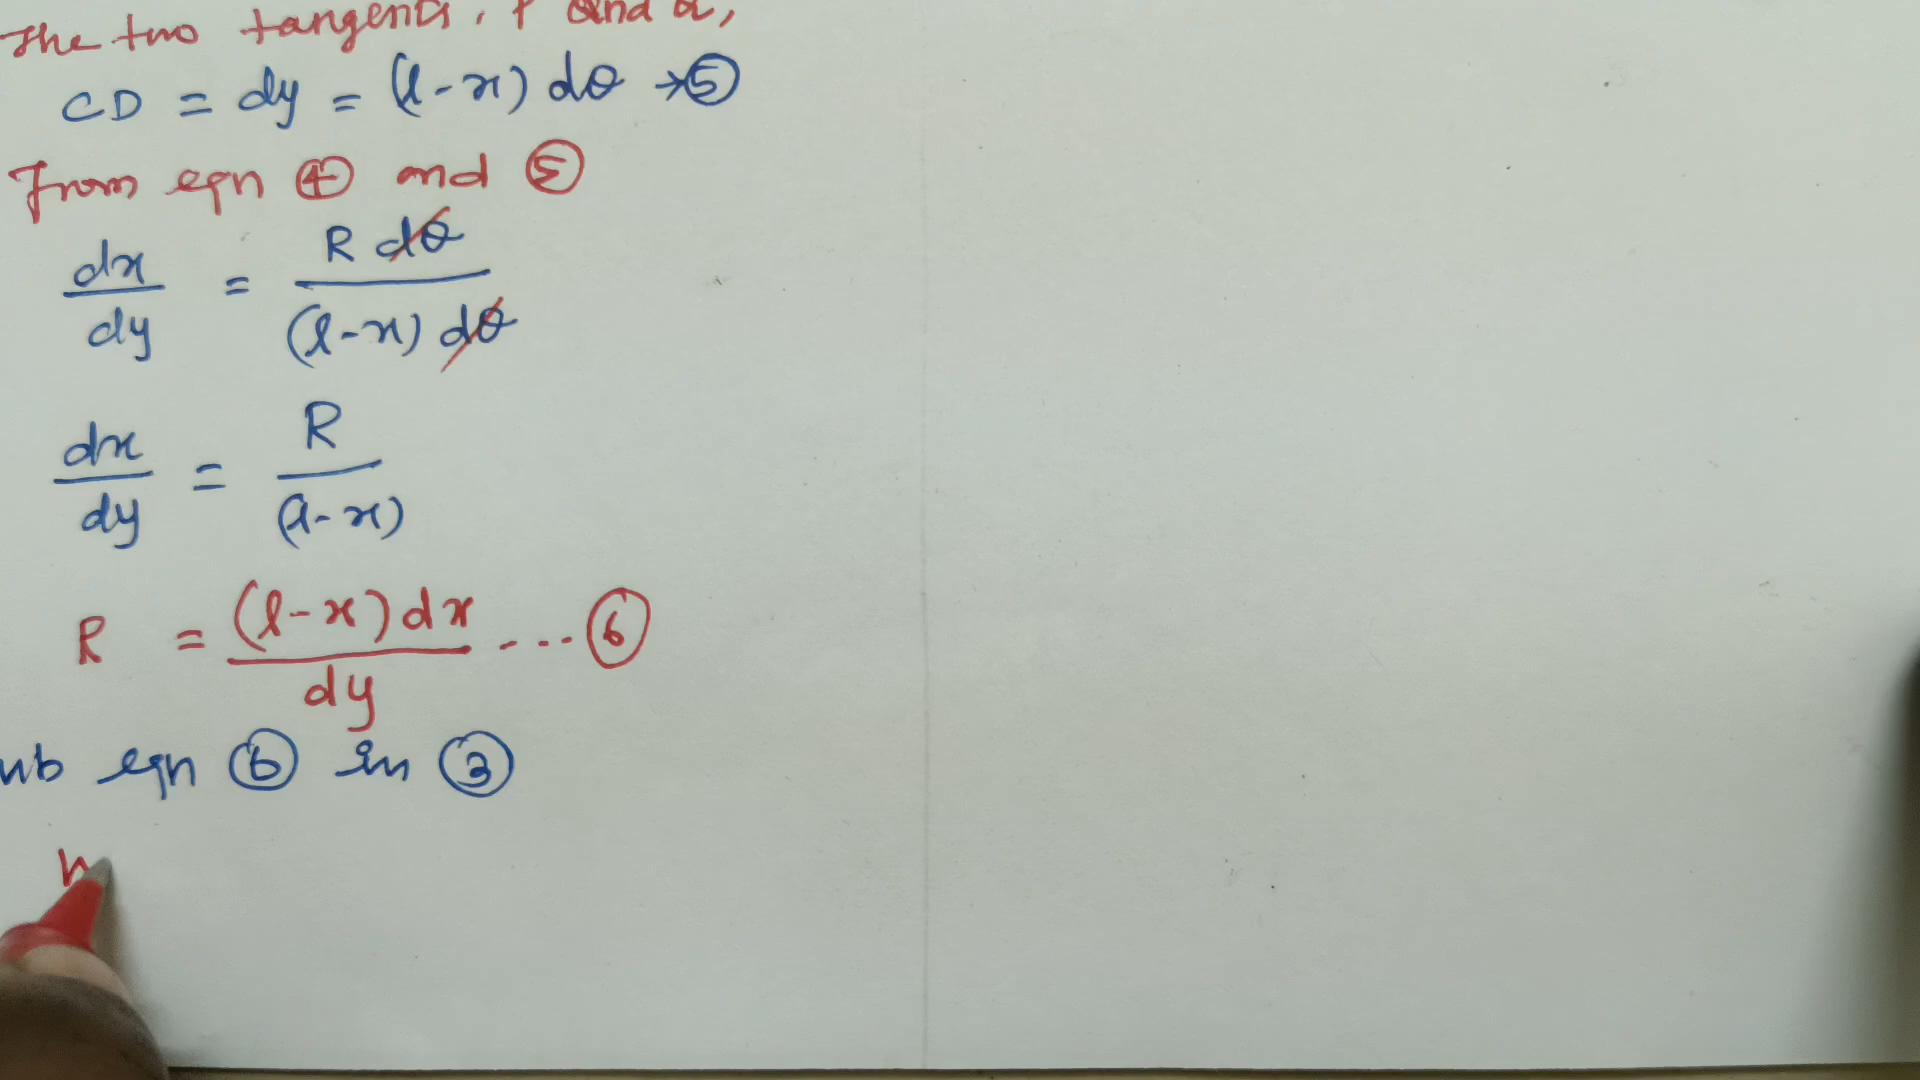 The two tangents, P and Q,
CD = dy = (l-x) dθ → ⑤
From eqn ④ and ⑤
dx/dy = R dθ / (l-x) dθ
dx/dy = R / (l-x)
R = (l-x) dx / dy ... ⑥
ub eqn ⑥ in ③
W